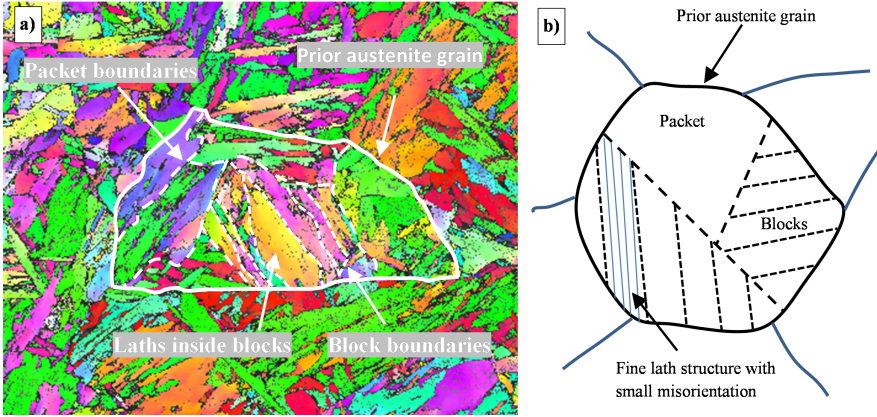 a)
Packet boundaries
Prior austenite grain
Laths inside blocks
Block boundaries
b)
Prior austenite grain
Packet
Blocks
Fine lath structure with
small misorientation